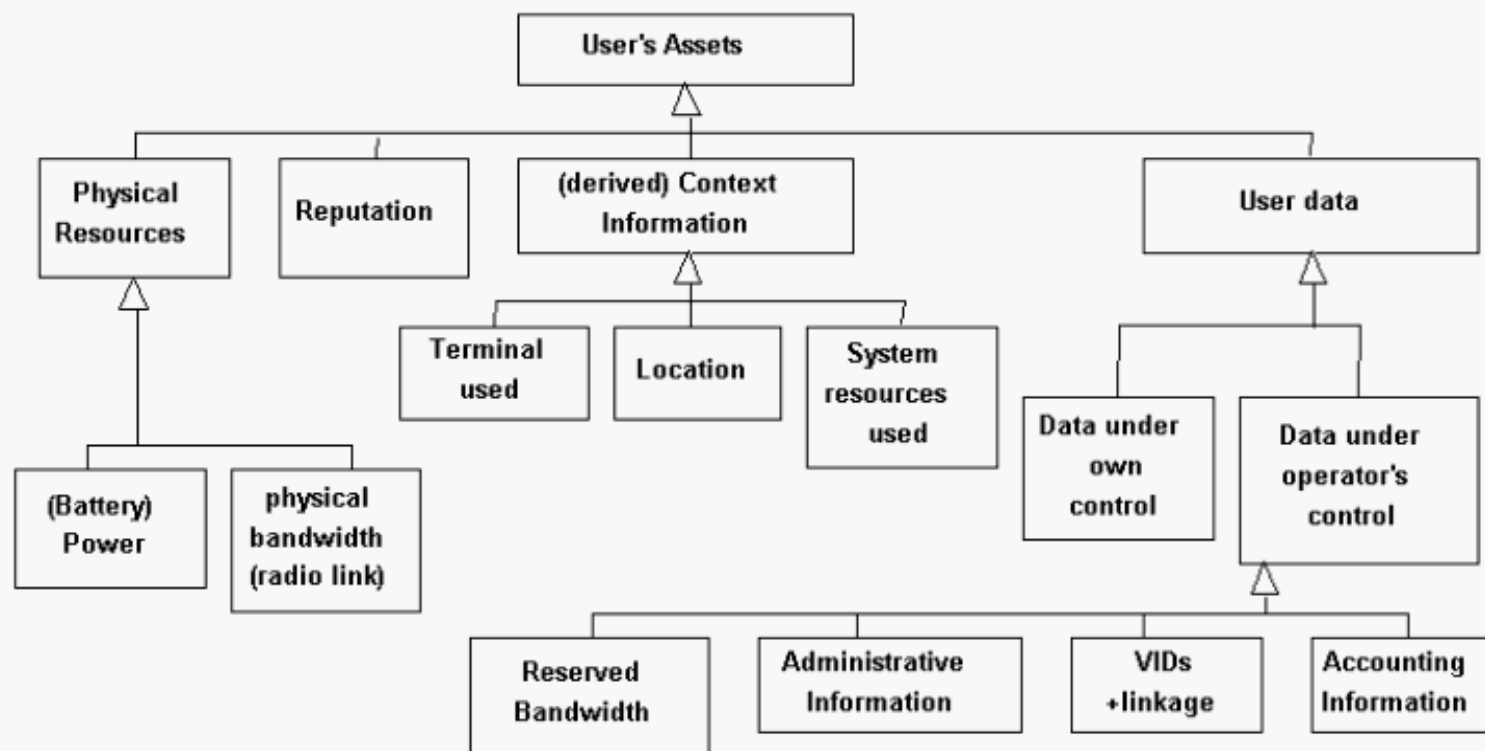 User's Assets
Physical
Resources
Reputation
(derived) Context
Information
User data
Terminal
used
Location
System
resources
used
Data under
own
control
Data under
operator's
control
(Battery)
Power
physical
bandwidth
(radio link)
Reserved
Bandwidth
Administrative
Information
VIDs
+linkage
Accounting
Information